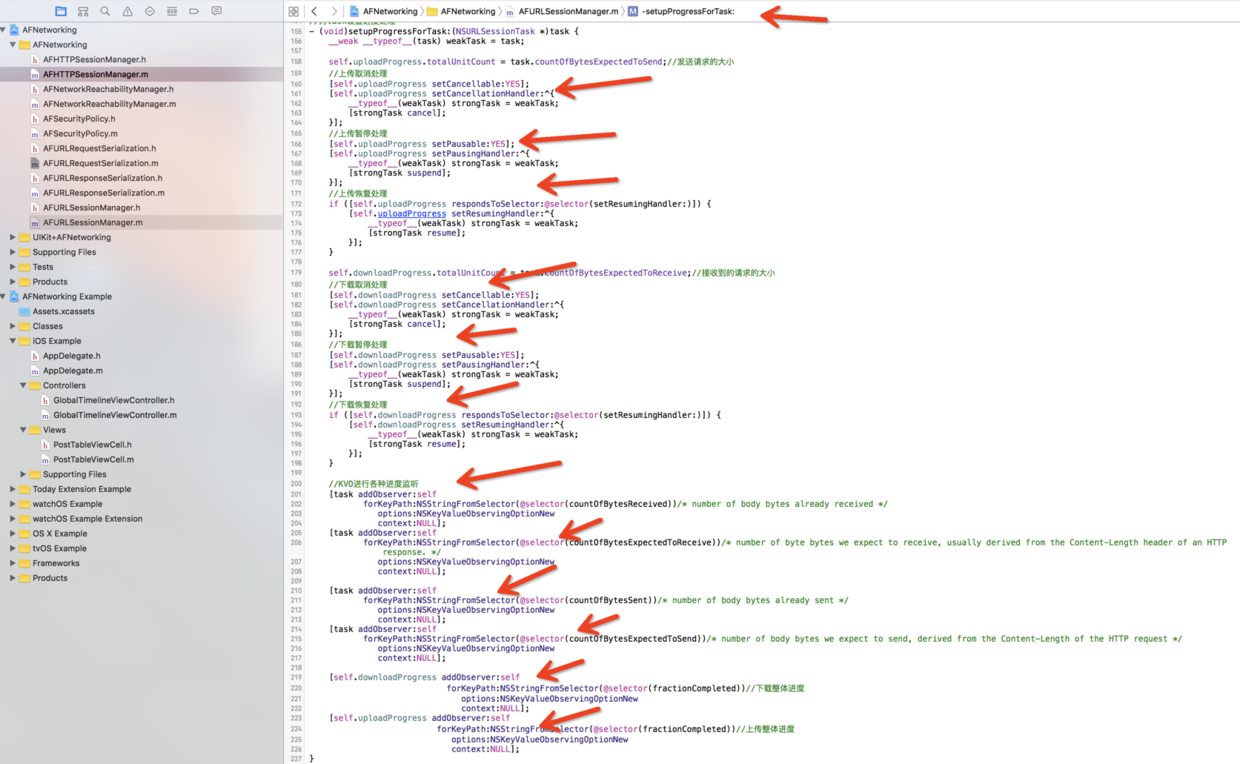 AFNetworking
AFNetworking
AFHTTPSessionManager.h
AFHTTPSessionManager.m
AFNetworkReachabilityManager.h
AFNetworkReachabilityManager.m
AFSecurityPolicy.h
AFSecurityPolicy.m
AFURLRequestSerialization.h
AFURLRequestSerialization.m
AFURLResponseSerialization.h
AFURLResponseSerialization.m
AFURLSessionManager.h
AFURLSessionManager.m
UIKit+AFNetworking
Supporting Files
Tests
Products
AFNetworking Example
Assets.xcassets
Classes
iOS Example
AppDelegate.h
AppDelegate.m
Controllers
GlobalTimelineViewController.h
GlobalTimelineViewController.m
Views
PostTableViewCell.h
PostTableViewCell.m
Supporting Files
Today Extension Example
watchOS Example
watchOS Example Extension
OS X Example
tvOS Example
Frameworks
Products
AFNetworking AFNetworking AFURLSessionManager.m -setupProgressForTask:
155 - (void)setupProgressForTask:(NSURLSessionTask *)task {
156 __weak __typeof__(task) weakTask = task;
157
158 self.uploadProgress.totalUnitCount = task.countOfBytesExpectedToSend;//发送请求的大小
159 //上传取消处理
160 [self.uploadProgress setCancellable:YES];
161 [self.uploadProgress setCancellationHandler:^{
162 __typeof__(weakTask) strongTask = weakTask;
163 [strongTask cancel];
164 }];
165 //上传暂停处理
166 [self.uploadProgress setPausable:YES];
167 [self.uploadProgress setPausingHandler:^{
168 __typeof__(weakTask) strongTask = weakTask;
169 [strongTask suspend];
170 }];
171 //上传恢复处理
172 if ([self.uploadProgress respondsToSelector:@selector(setResumingHandler:)]) {
173 [self.uploadProgress setResumingHandler:^{
174 __typeof__(weakTask) strongTask = weakTask;
175 [strongTask resume];
176 }];
177 }
178
179 self.downloadProgress.totalUnitCount = task.countOfBytesExpectedToReceive;//接收到的请求的大小
180 //下载取消处理
181 [self.downloadProgress setCancellable:YES];
182 [self.downloadProgress setCancellationHandler:^{
183 __typeof__(weakTask) strongTask = weakTask;
184 [strongTask cancel];
185 }];
186 //下载暂停处理
187 [self.downloadProgress setPausable:YES];
188 [self.downloadProgress setPausingHandler:^{
189 __typeof__(weakTask) strongTask = weakTask;
190 [strongTask suspend];
191 }];
192 //下载恢复处理
193 if ([self.downloadProgress respondsToSelector:@selector(setResumingHandler:)]) {
194 [self.downloadProgress setResumingHandler:^{
195 __typeof__(weakTask) strongTask = weakTask;
196 [strongTask resume];
197 }];
198 }
199
200 //KVO进行各种进度监听
201 [task addObserver:self
202 forKeyPath:NSStringFromSelector(@selector(countOfBytesReceived))/* number of body bytes already received */
203 options:NSKeyValueObservingOptionNew
204 context:NULL];
205 [task addObserver:self
206 forKeyPath:NSStringFromSelector(@selector(countOfBytesExpectedToReceive))/* number of byte bytes we expect to receive, usually derived from the Content-Length header of an HTTP
response. */
207 options:NSKeyValueObservingOptionNew
208 context:NULL];
209
210 [task addObserver:self
211 forKeyPath:NSStringFromSelector(@selector(countOfBytesSent))/* number of body bytes already sent */
212 options:NSKeyValueObservingOptionNew
213 context:NULL];
214 [task addObserver:self
215 forKeyPath:NSStringFromSelector(@selector(countOfBytesExpectedToSend))/* number of body bytes we expect to send, derived from the Content-Length of the HTTP request */
216 options:NSKeyValueObservingOptionNew
217 context:NULL];
218
219 [self.downloadProgress addObserver:self
220 forKeyPath:NSStringFromSelector(@selector(fractionCompleted))//下载整体进度
221 options:NSKeyValueObservingOptionNew
222 context:NULL];
223 [self.uploadProgress addObserver:self
224 forKeyPath:NSStringFromSelector(@selector(fractionCompleted))//上传整体进度
225 options:NSKeyValueObservingOptionNew
226 context:NULL];
227 }